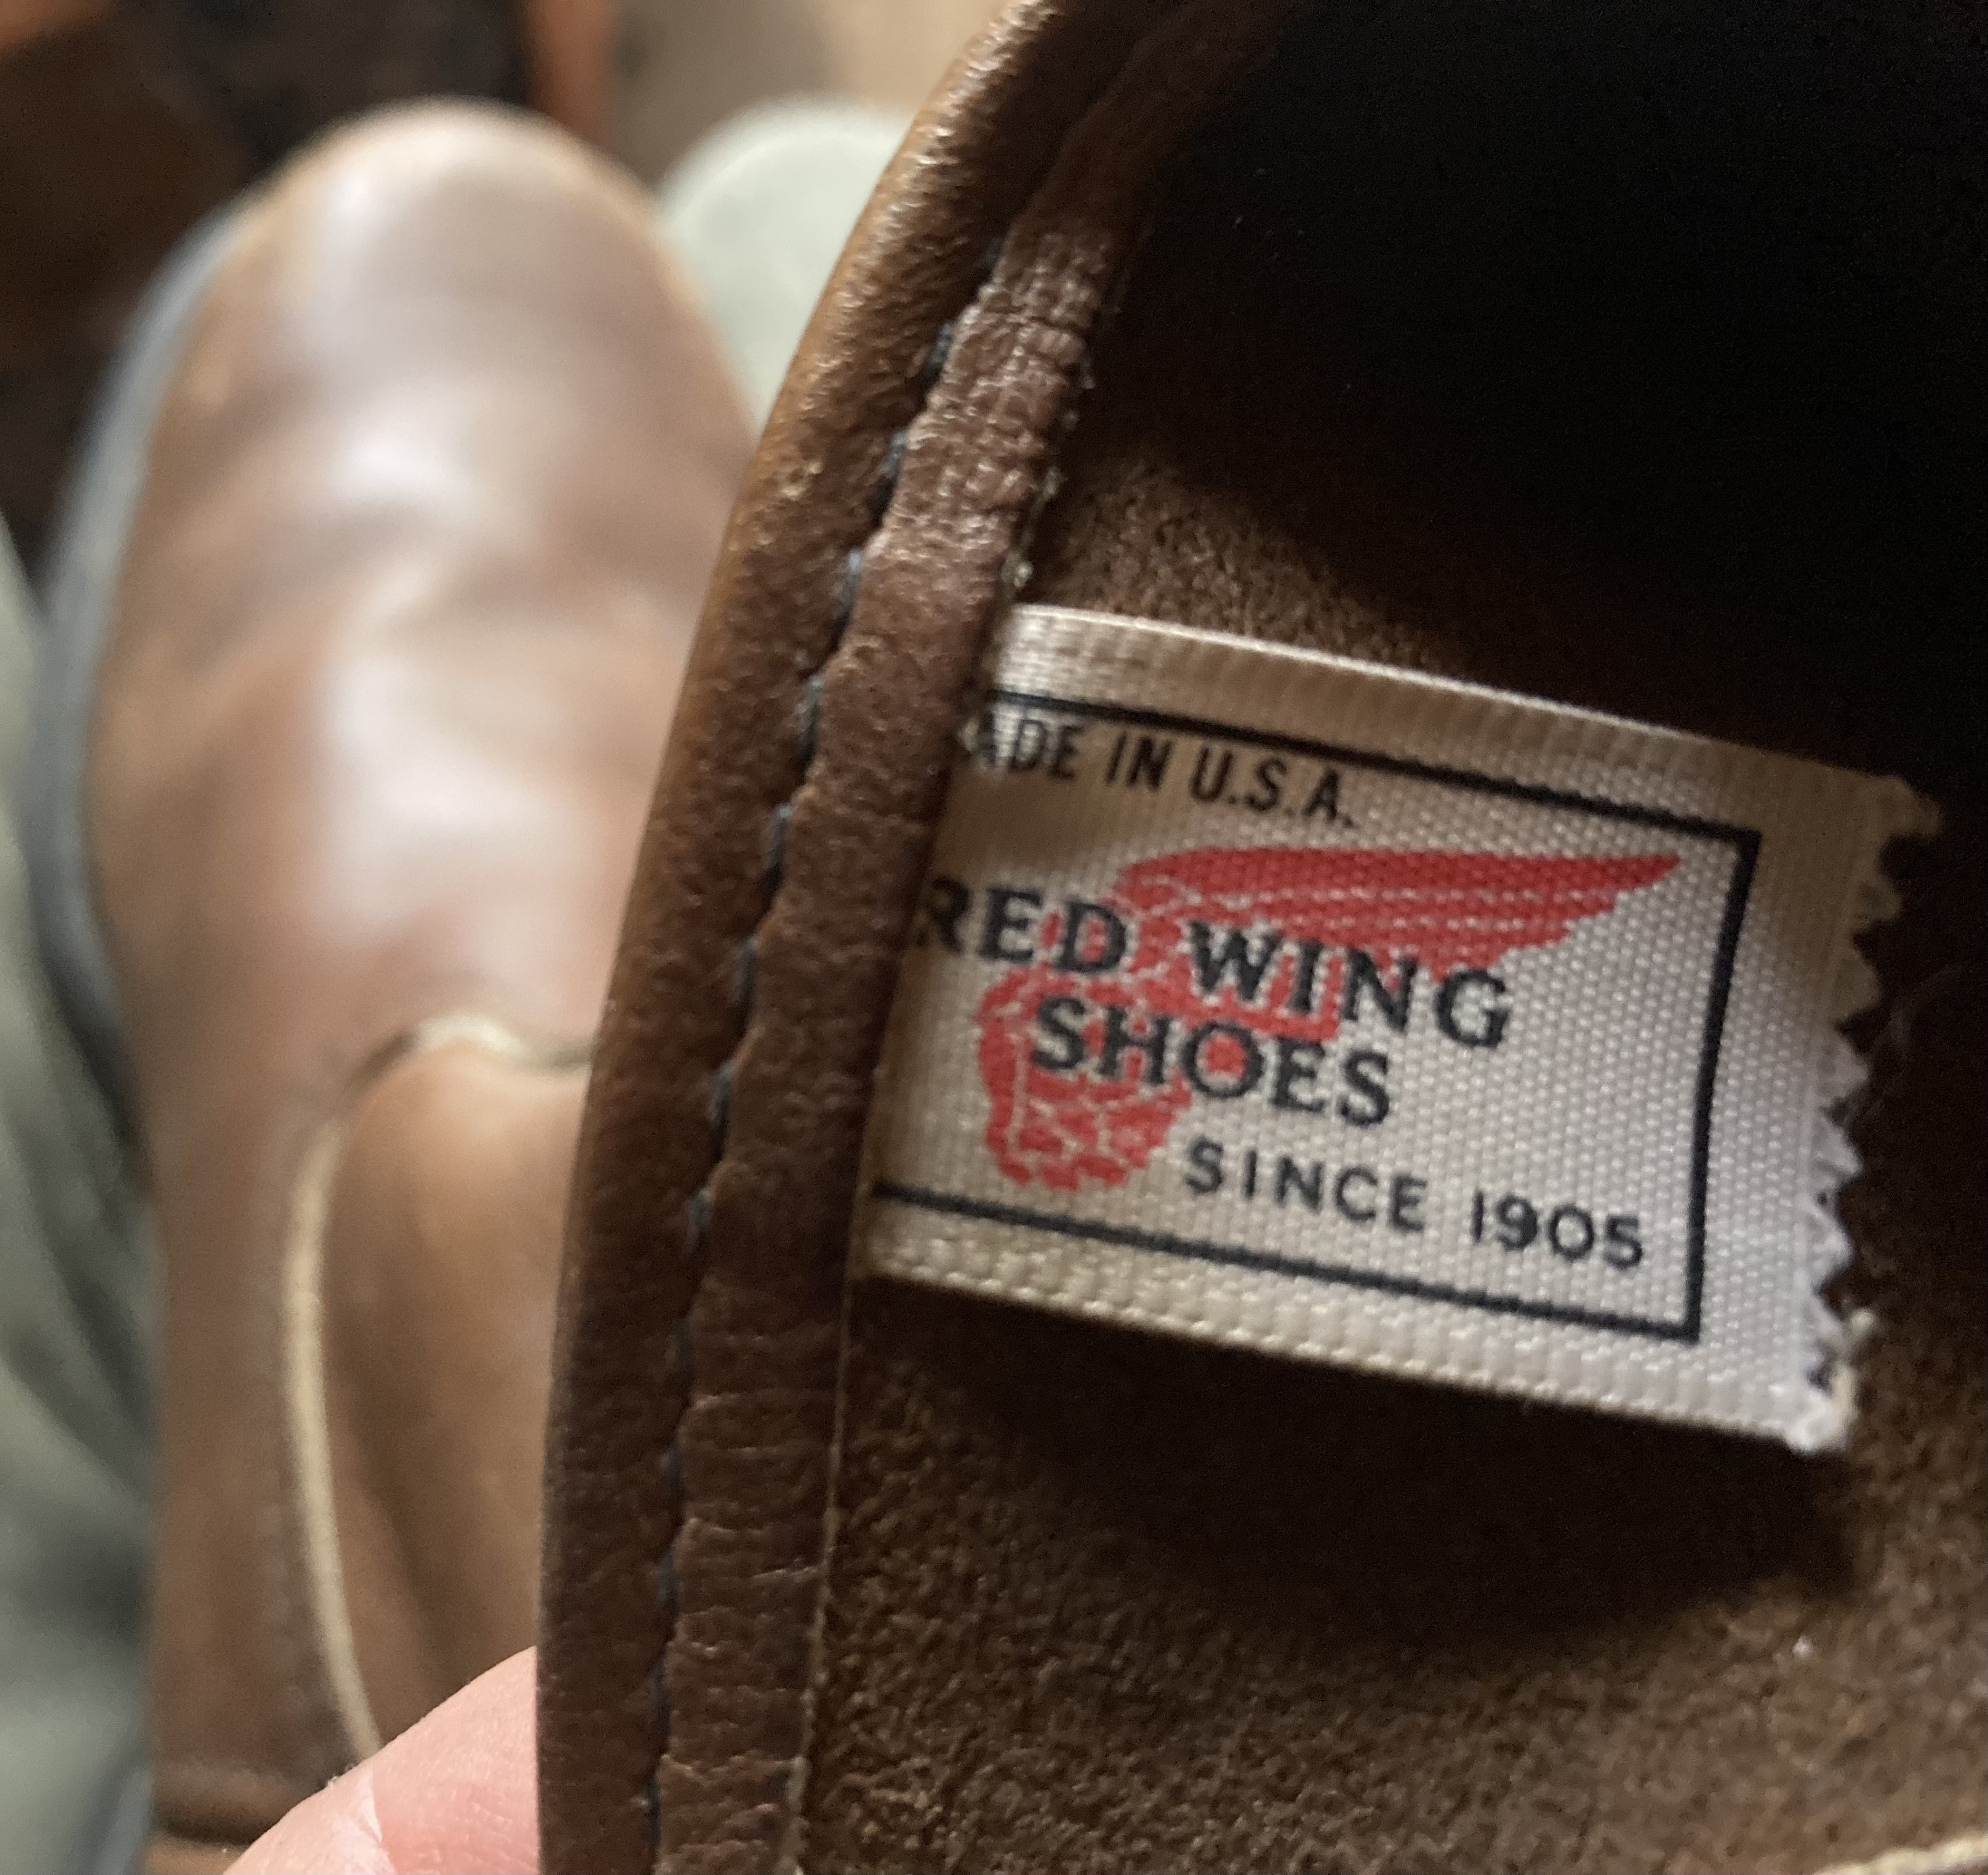 ADE IN U.S.A.
RED WING
SHOES
SINCE 1905